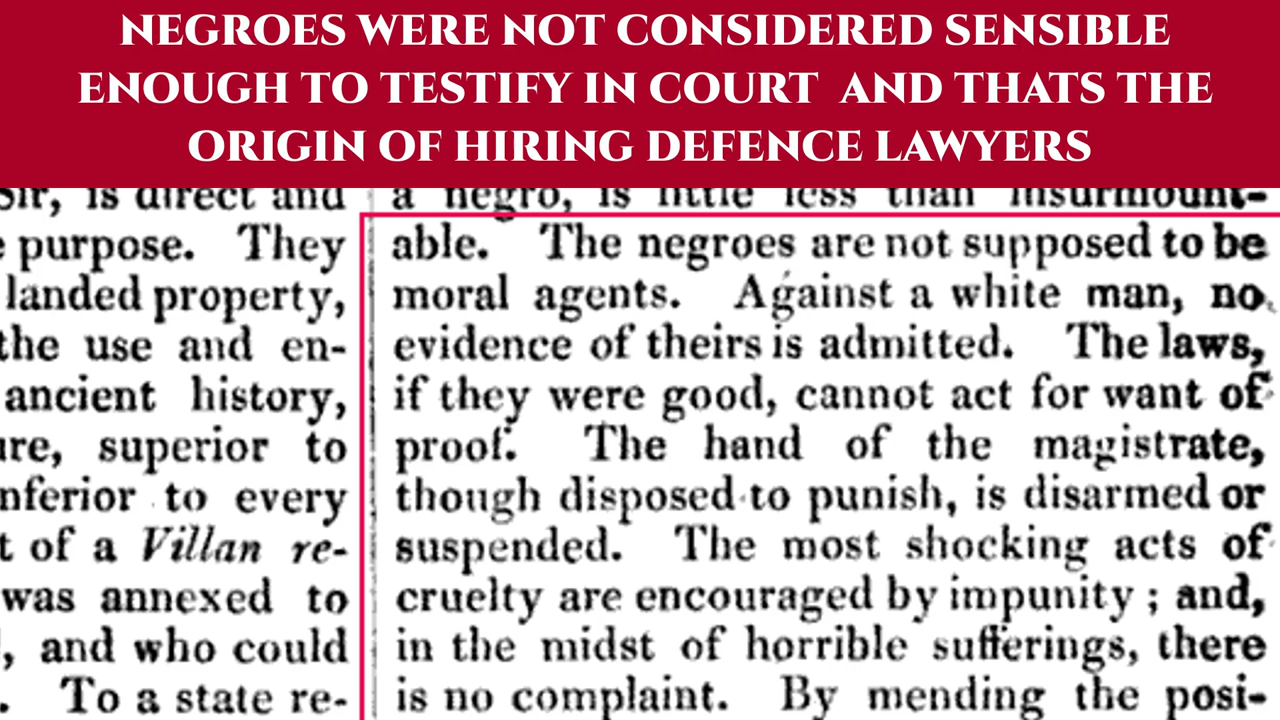 NEGROES WERE NOT CONSIDERED SENSIBLE
ENOUGH TO TESTIFY IN COURT AND THATS THE
ORIGIN OF HIRING DEFENCE LAWYERS
Sir, is direct and
purpose. They
landed property,
the use and en-
ancient history,
superior to
to every
of a Villan re-
was annexed to
and who could
. To a state re-
a negro, is little less than insurmount-
able. The negroes are not supposed to be
moral agents. Against a white man, no
evidence of theirs is admitted. The laws,
if they were good, cannot act for want of
proof. The hand of the magistrate,
though disposed to punish, is disarmed or
suspended. The most shocking acts of
cruelty are encouraged by impunity ; and,
in the midst of horrible sufferings, there
is no complaint. By mending the posi-